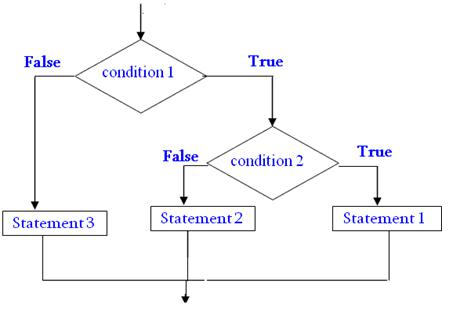 False
True
condition 1
False
condition 2
True
Statement 3
Statement 2
Statement 1